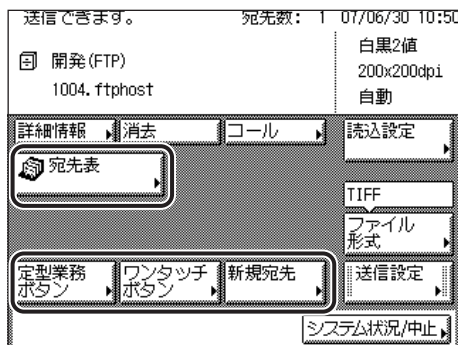 送信できます。 宛先数: 1 07/06/30 10:50
開発(FTP)
1004.ftphost
白黒2値
200x200dpi
自動
詳細情報 消去 コール 読込設定
宛先表
TIFF
ファイル
形式
定型業務
ボタン
ワンタッチ
ボタン
新規宛先
送信設定
システム状況/中止